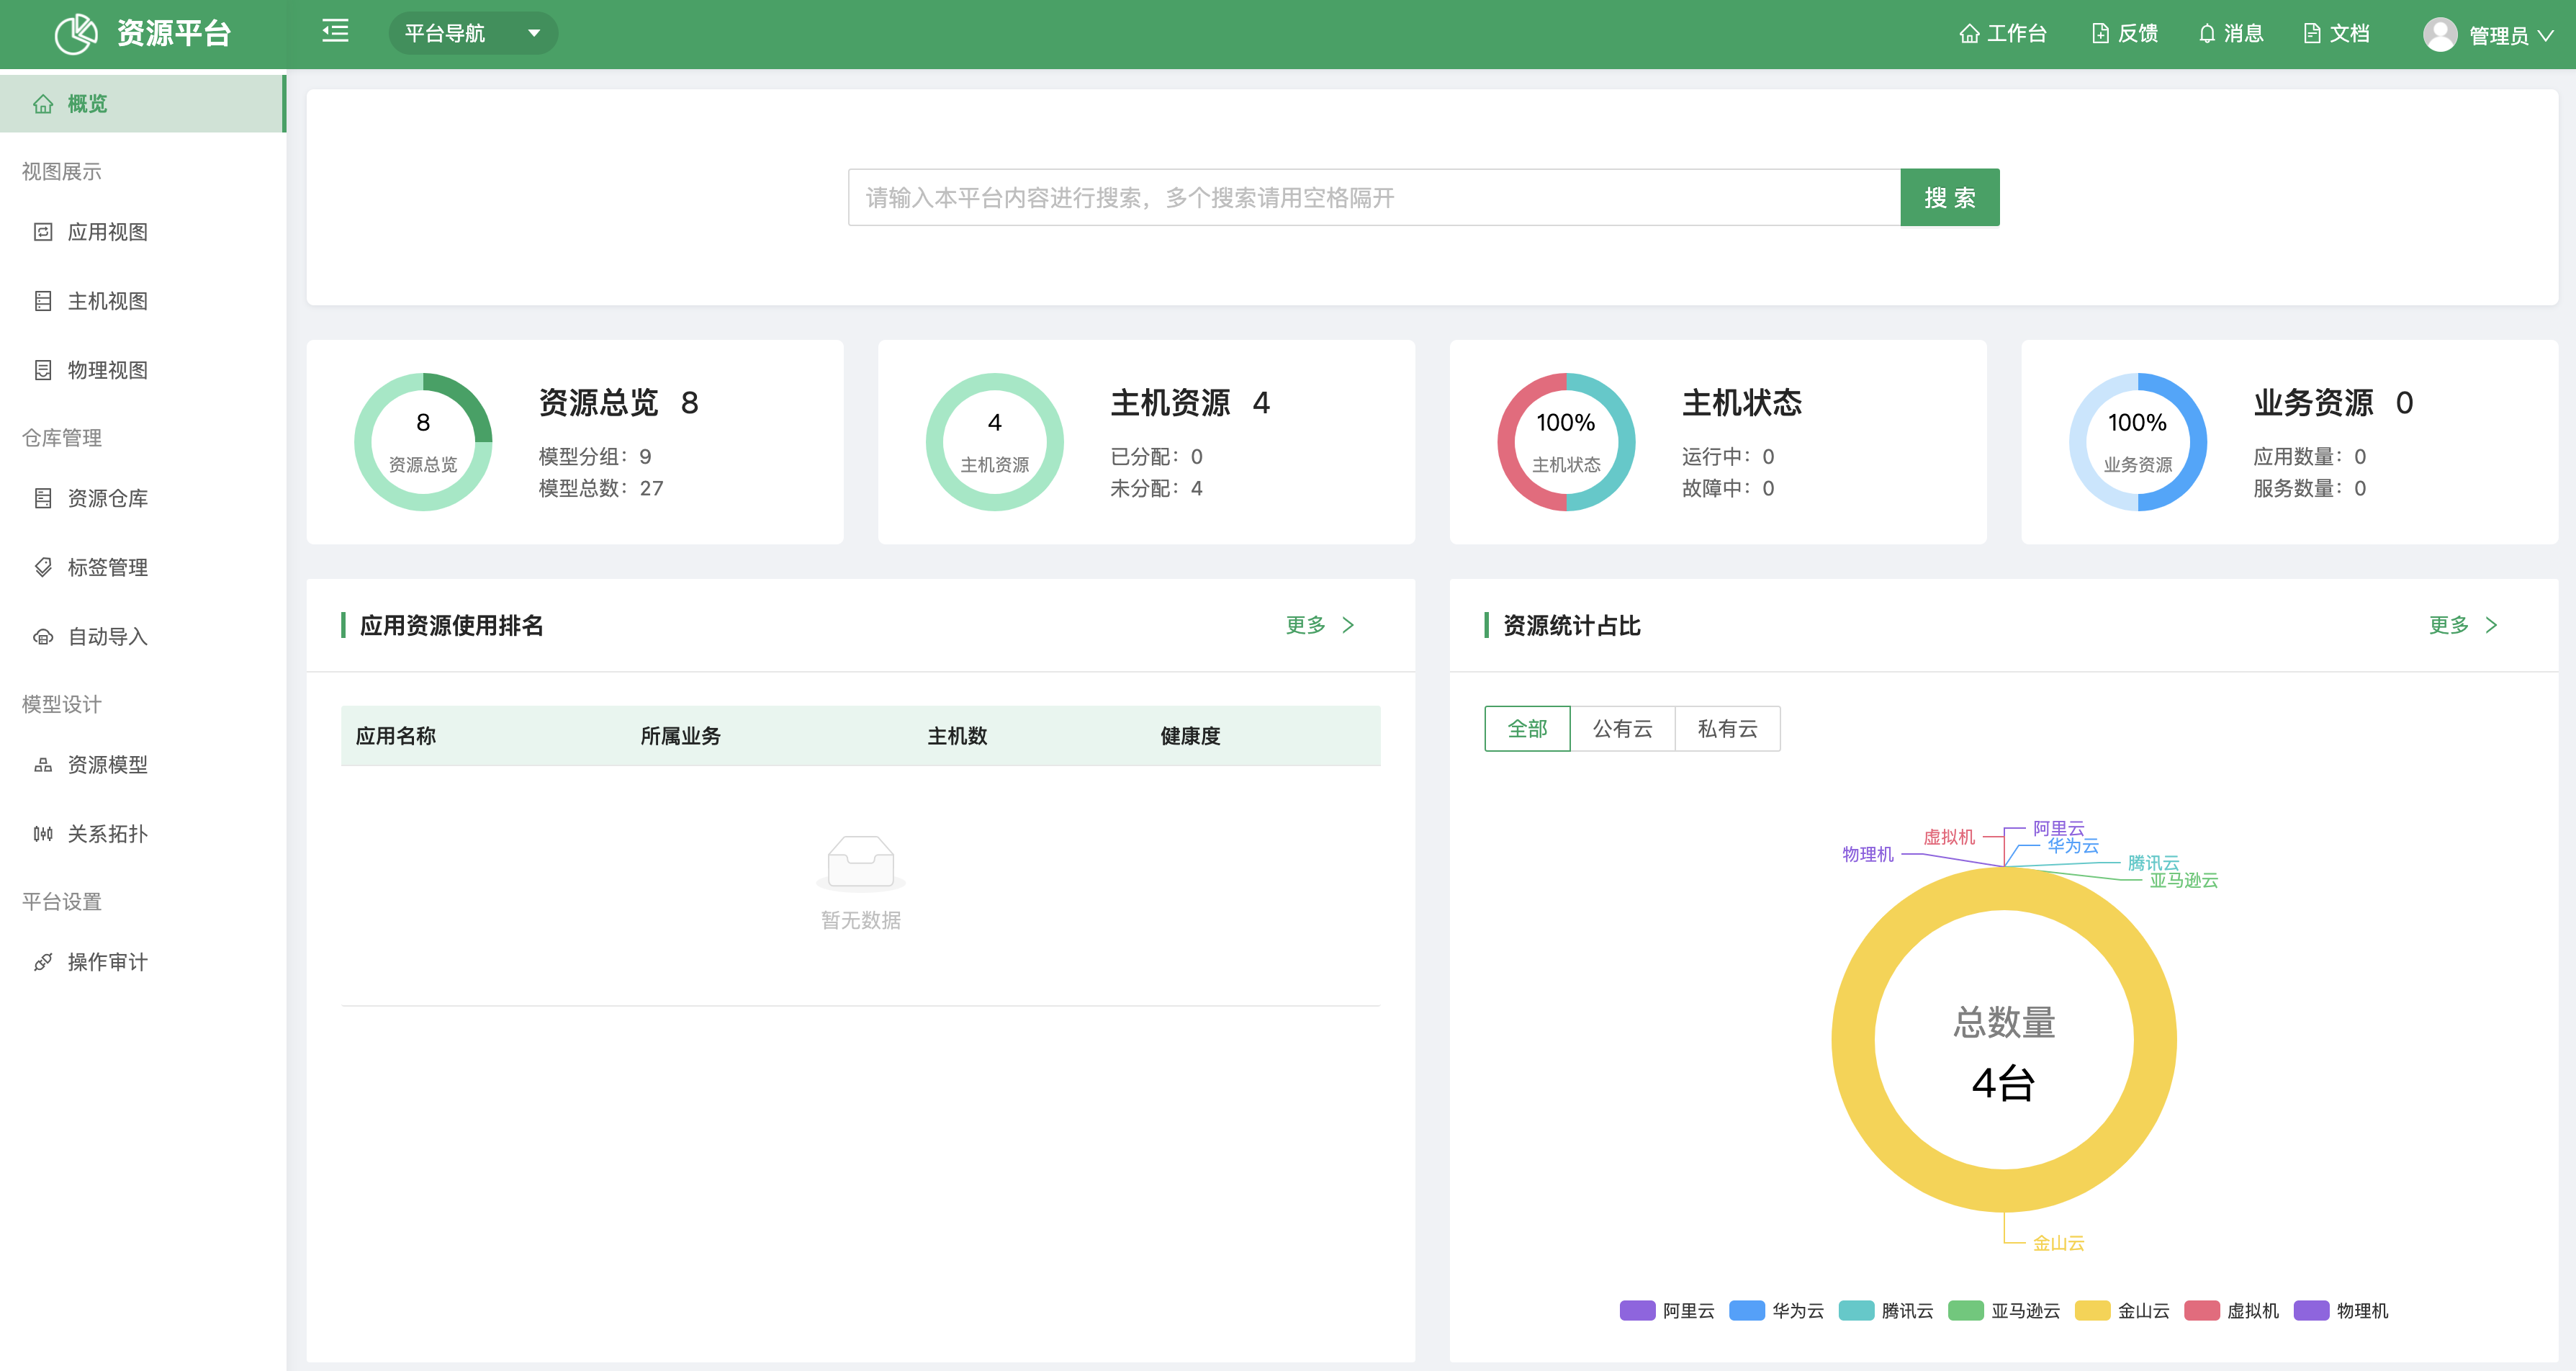 资源平台
平台导航
工作台
反馈
消息
文档
管理员
概览
视图展示
应用视图
主机视图
物理视图
仓库管理
资源仓库
标签管理
自动导入
模型设计
资源模型
关系拓扑
平台设置
操作审计
请输入本平台内容进行搜索，多个搜索请用空格隔开
搜 索
8
资源总览
资源总览 8
模型分组：9
模型总数：27
4
主机资源
主机资源 4
已分配：0
未分配：4
100%
主机状态
主机状态
运行中：0
故障中：0
100%
业务资源
业务资源 0
应用数量：0
服务数量：0
应用资源使用排名
更多
应用名称 所属业务 主机数 健康度
暂无数据
资源统计占比
更多
全部 公有云 私有云
阿里云
虚拟机
华为云
物理机
腾讯云
亚马逊云
总数量
4台
金山云
阿里云 华为云 腾讯云 亚马逊云 金山云 虚拟机 物理机